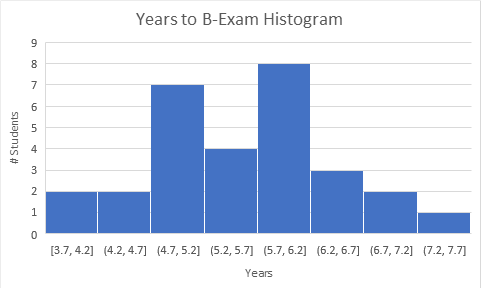 Years to B-Exam Histogram
9
8
7
6
5
4
3
2
1
0
# Students
[3.7, 4.2] (4.2, 4.7] (4.7, 5.2] (5.2, 5.7] (5.7, 6.2] (6.2, 6.7] (6.7, 7.2] (7.2, 7.7]
Years